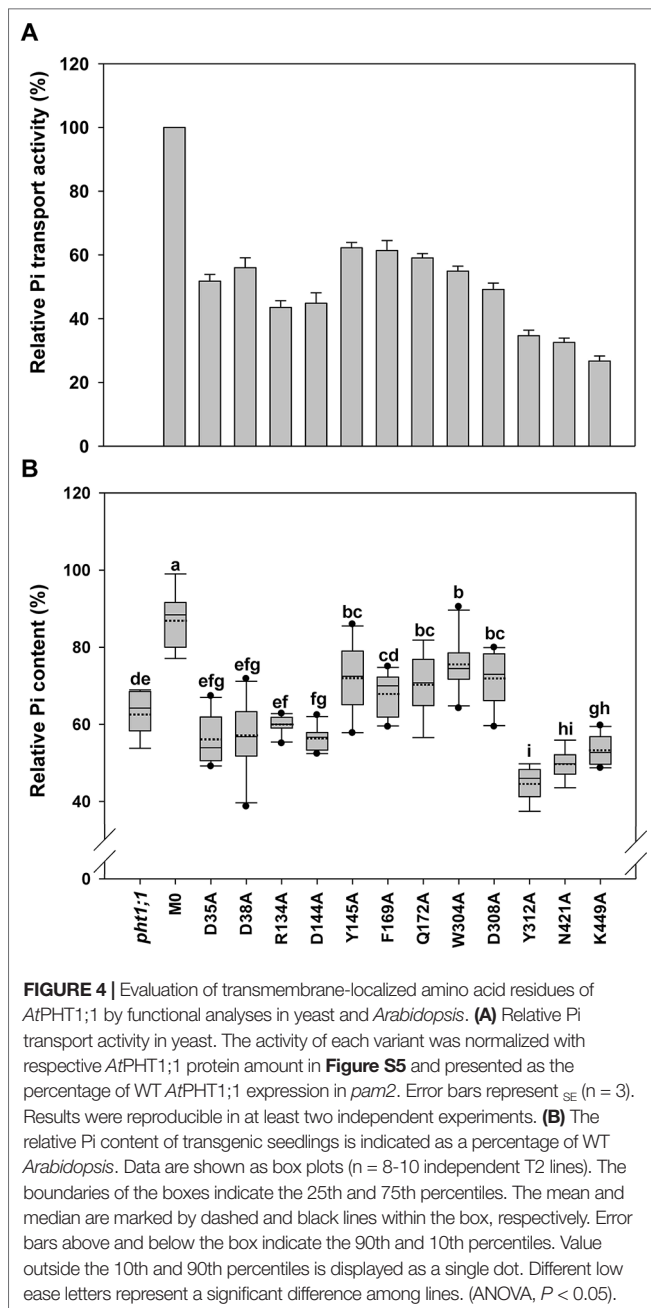 A
Relative Pi transport activity (%)
120
100
80
60
40
20
0
B
Relative Pi content (%)
120
100
80
60
40
0
de
a
efg
efg
ef
fg
bc
cd
bc
b
bc
i
hi
gh
pht1;1
M0
D35A
D38A
R134A
D144A
Y145A
F169A
Q172A
W304A
D308A
Y312A
N421A
K449A
FIGURE 4 | Evaluation of transmembrane-localized amino acid residues of
AtPHT1;1 by functional analyses in yeast and Arabidopsis. (A) Relative Pi
transport activity in yeast. The activity of each variant was normalized with
respective AtPHT1;1 protein amount in Figure S5 and presented as the
percentage of WT AtPHT1;1 expression in pam2. Error bars represent SE (n = 3).
Results were reproducible in at least two independent experiments. (B) The
relative Pi content of transgenic seedlings is indicated as a percentage of WT
Arabidopsis. Data are shown as box plots (n = 8-10 independent T2 lines). The
boundaries of the boxes indicate the 25th and 75th percentiles. The mean and
median are marked by dashed and black lines within the box, respectively. Error
bars above and below the box indicate the 90th and 10th percentiles. Value
outside the 10th and 90th percentiles is displayed as a single dot. Different low
ease letters represent a significant difference among lines. (ANOVA, P < 0.05).